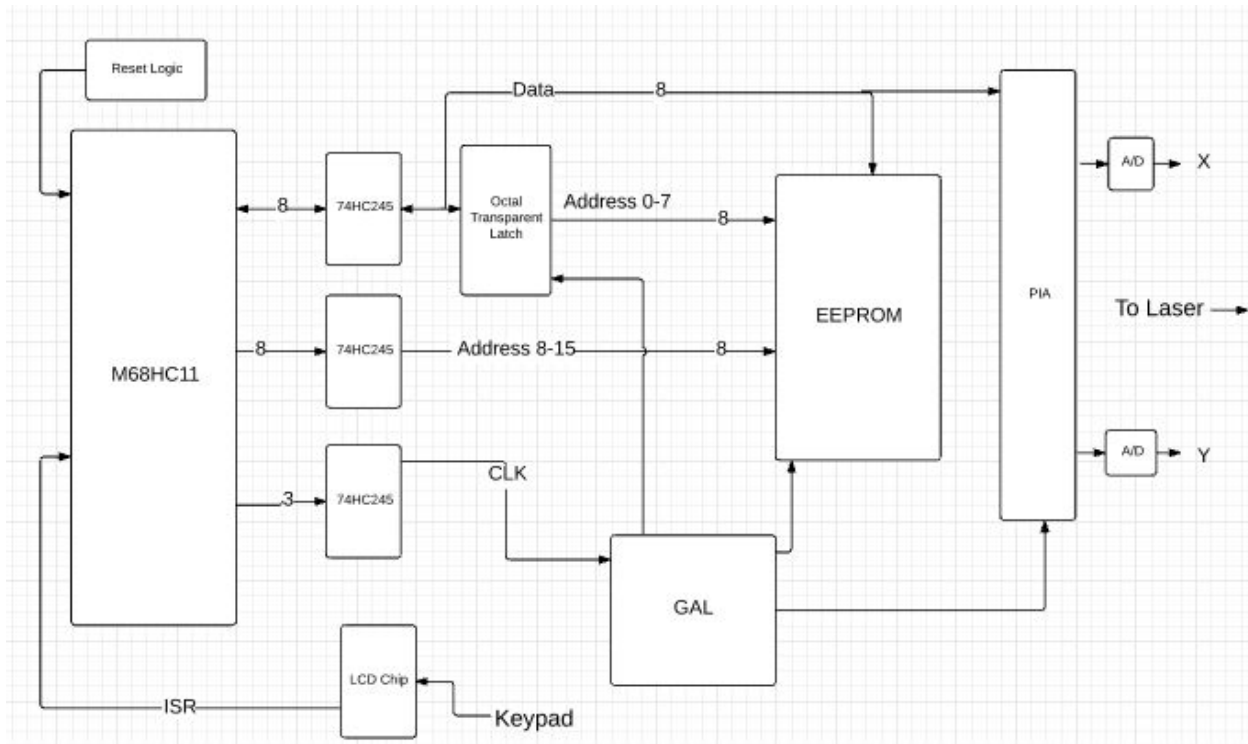 Reset Logic
Data
8
A/D
X
8
74HC245
Octal
Transparent
Latch
Address 0-7
8
PIA
To Laser
EEPROM
M68HC11
8
74HC245
Address 8-15
8
A/D
Y
3
74HC245
CLK
GAL
LCD Chip
ISR
Keypad